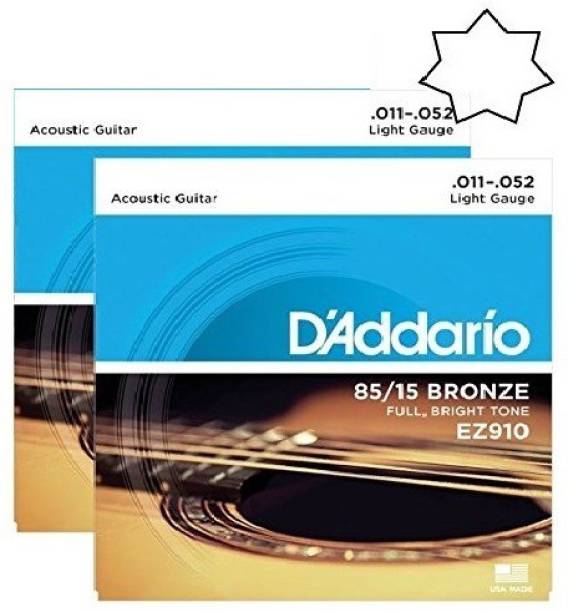 .011–.052
Acoustic Guitar
Light Gauge
.011–.052
Acoustic Guitar
Light Gauge
D'Addario
85/15 BRONZE
FULL, BRIGHT TONE
EZ910
USA MADE